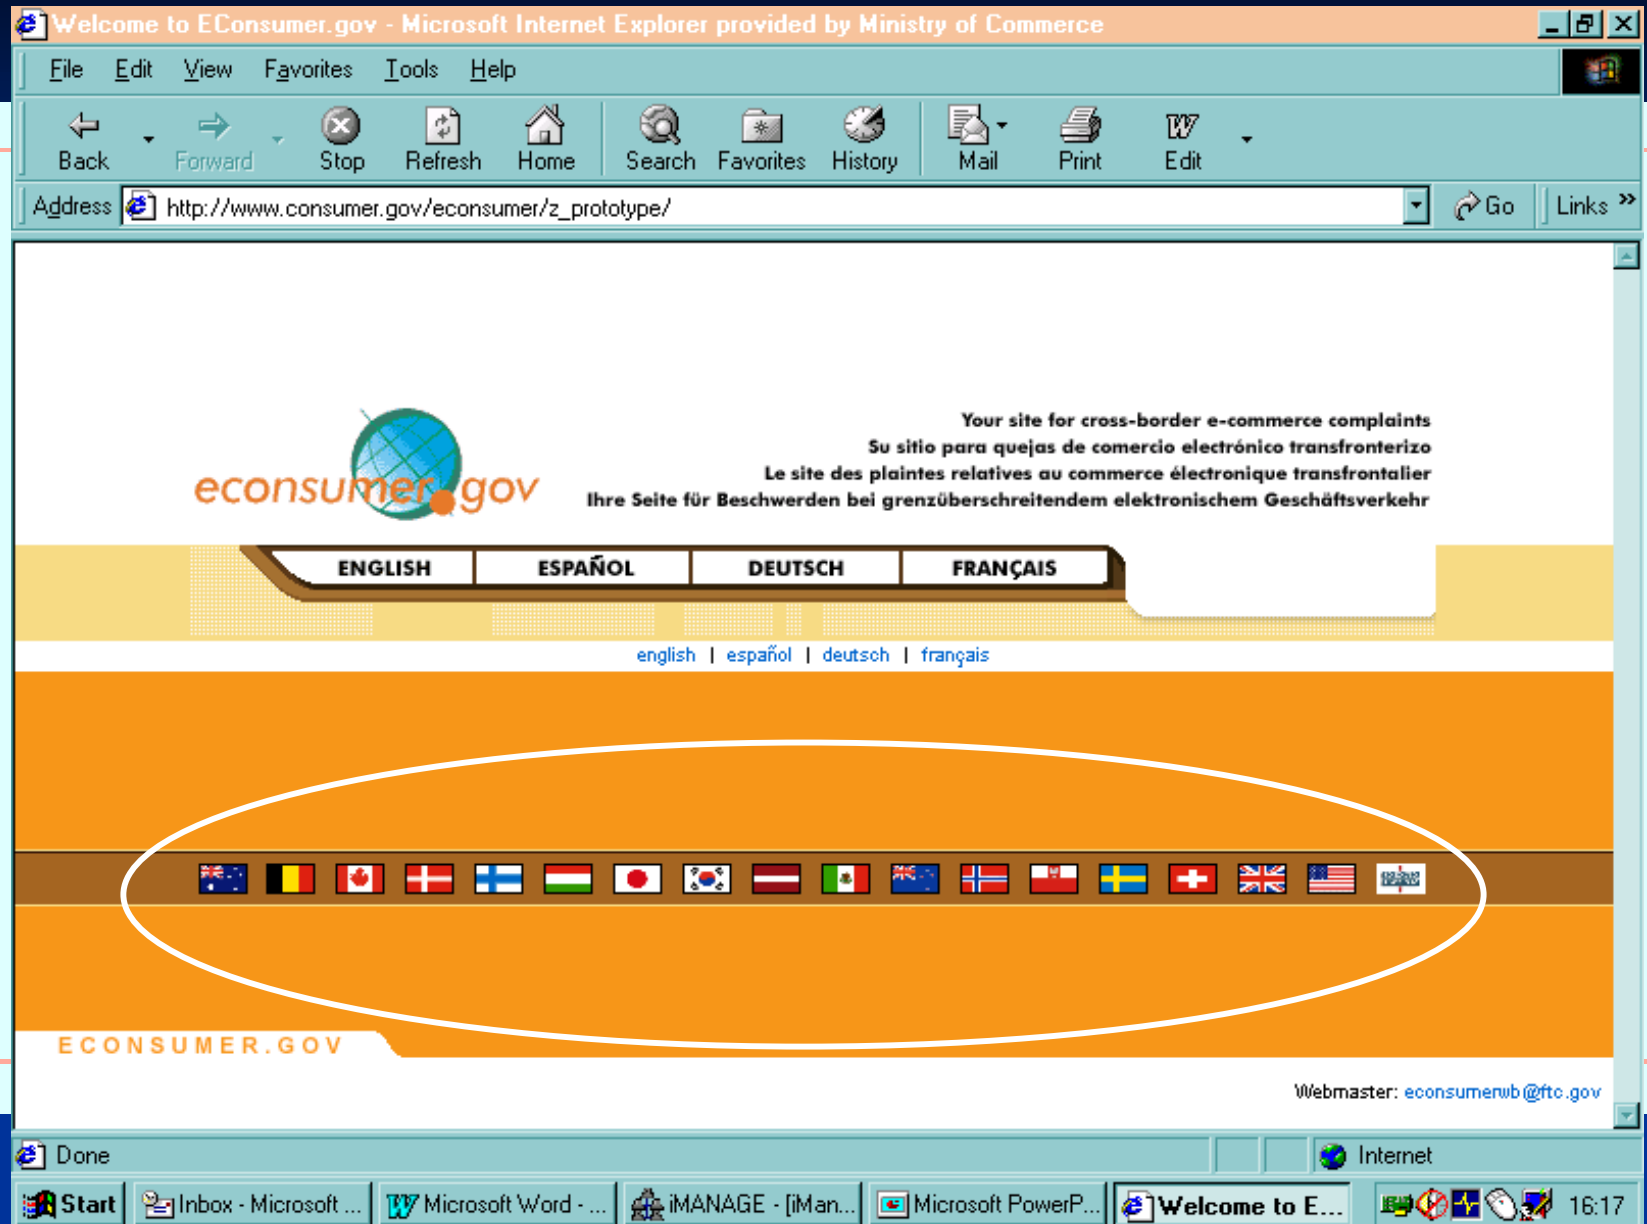 Welcome to EConsumer.gov - Microsoft Internet Explorer provided by Ministry of Commerce
File Edit View Favorites Tools Help
Back Forward Stop Refresh Home Search Favorites History Mail Print Edit
Address http://www.consumer.gov/econsumer/z_prototype/ Go Links »
Your site for cross-border e-commerce complaints
Su sitio para quejas de comercio electrónico transfronterizo
Le site des plaintes relatives au commerce électronique transfrontalier
Ihre Seite für Beschwerden bei grenzüberschreitendem elektronischem Geschäftsverkehr
econsumer.gov
ENGLISH ESPAÑOL DEUTSCH FRANÇAIS
english | español | deutsch | français
ECONSUMER.GOV
Webmaster: econsumerwb@ftc.gov
Done Internet
Start Inbox - Microsoft ... Microsoft Word - ... iMANAGE - [iMan... Microsoft PowerP... Welcome to E... 16:17